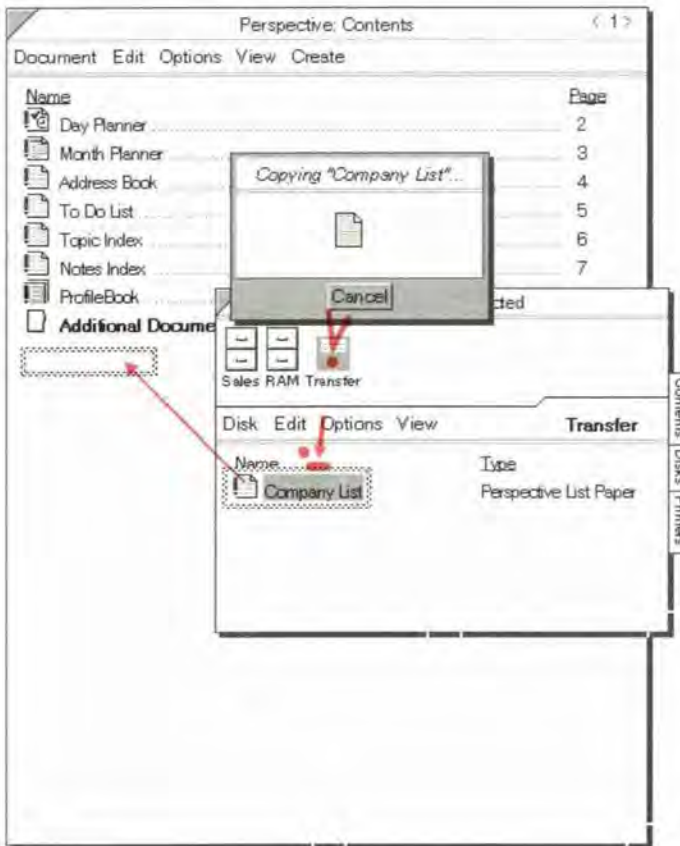 Perspective: Contents < 1 >
Document Edit Options View Create
Name Page
Day Planner 2
Month Planner 3
Address Book 4
To Do List 5
Topic Index 6
Notes Index 7
ProfileBook
Additional Docume
Copying "Company List"...
Cancel
cted
Sales RAM Transfer
Disk Edit Options View Transfer
Name Type
Company List Perspective List Paper
Disks